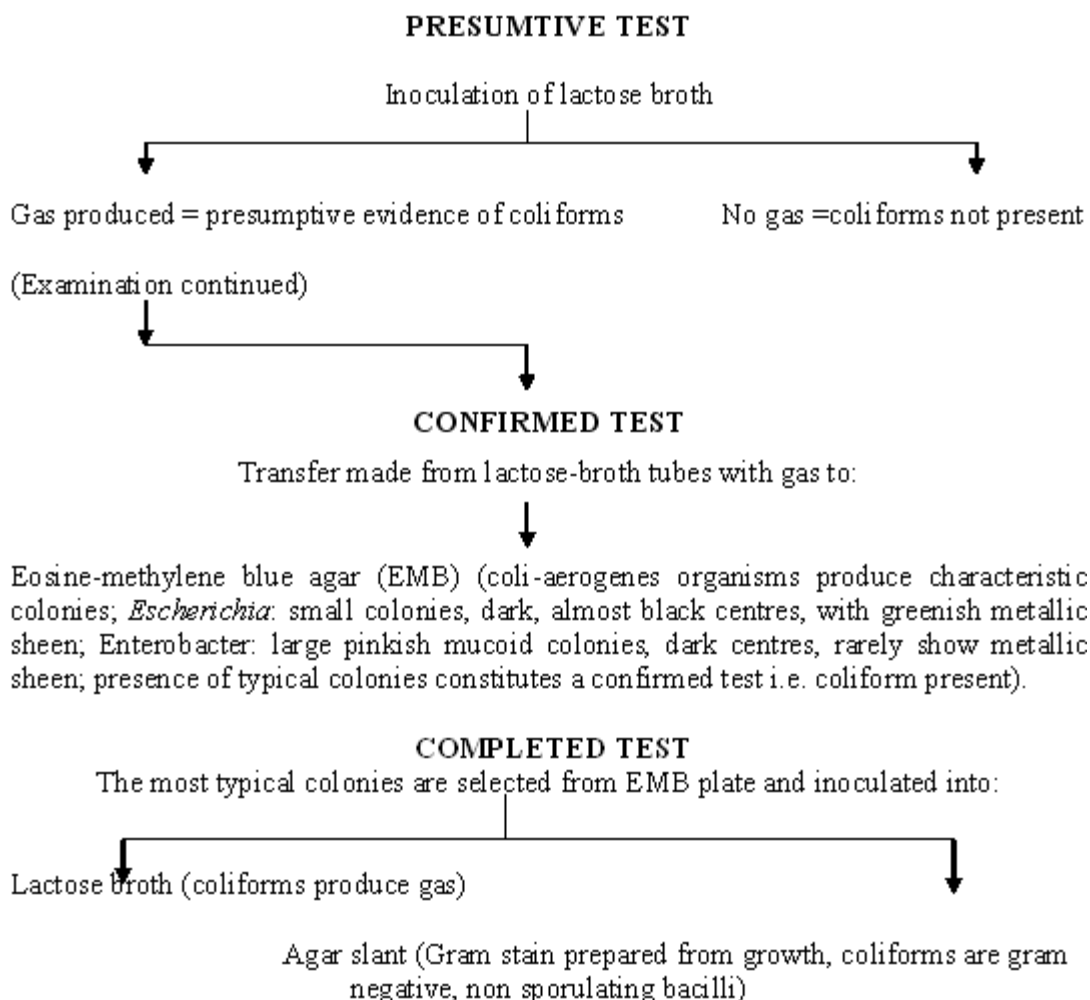 PRESUMTIVE TEST
Inoculation of lactose broth
Gas produced = presumptive evidence of coliforms
No gas =coliforms not present
(Examination continued)
CONFIRMED TEST
Transfer made from lactose-broth tubes with gas to:
Eosine-methylene blue agar (EMB) (coli-aerogenes organisms produce characteristic
colonies; Escherichia: small colonies, dark, almost black centres, with greenish metallic
sheen; Enterobacter: large pinkish mucoid colonies, dark centres, rarely show metallic
sheen; presence of typical colonies constitutes a confirmed test i.e. coliform present).
COMPLETED TEST
The most typical colonies are selected from EMB plate and inoculated into:
Lactose broth (coliforms produce gas)
Agar slant (Gram stain prepared from growth, coliforms are gram
negative, non sporulating bacilli)